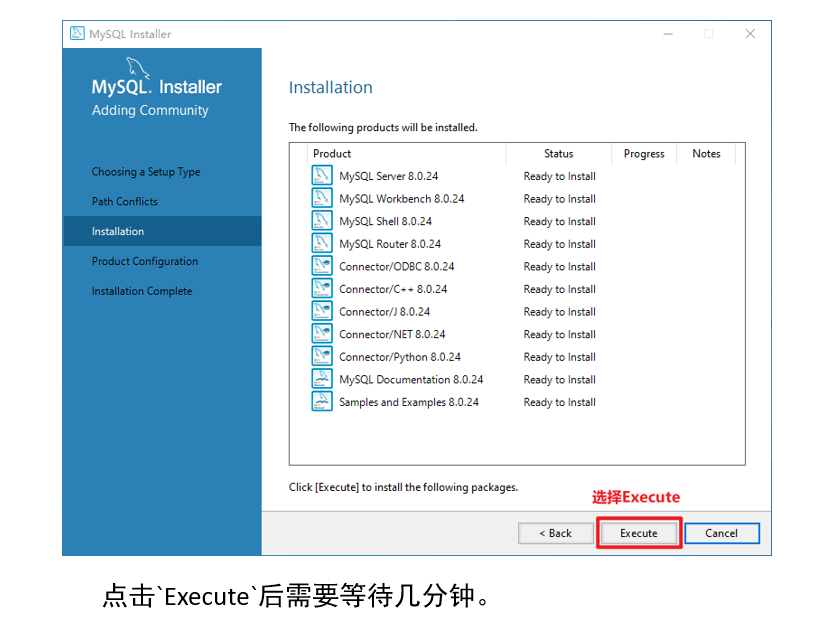 MySQL Installer
MySQL. Installer
Adding Community
Choosing a Setup Type
Path Conflicts
Installation
Product Configuration
Installation Complete
Installation
The following products will be installed.
Product Status Progress Notes
MySQL Server 8.0.24 Ready to Install
MySQL Workbench 8.0.24 Ready to Install
MySQL Shell 8.0.24 Ready to Install
MySQL Router 8.0.24 Ready to Install
Connector/ODBC 8.0.24 Ready to Install
Connector/C++ 8.0.24 Ready to Install
Connector/J 8.0.24 Ready to Install
Connector/NET 8.0.24 Ready to Install
Connector/Python 8.0.24 Ready to Install
MySQL Documentation 8.0.24 Ready to Install
Samples and Examples 8.0.24 Ready to Install
Click [Execute] to install the following packages.
选择Execute
< Back Execute Cancel
点击`Execute`后需要等待几分钟。